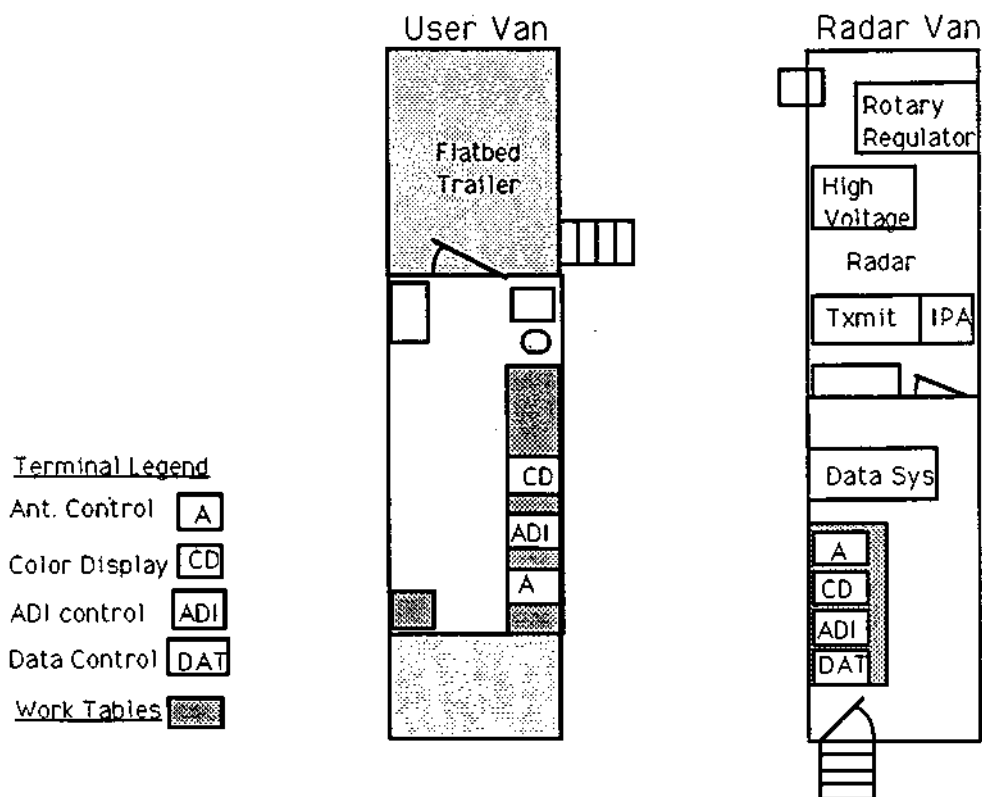 User Van
Flatbed
Trailer
CD
ADI
A
Radar Van
Rotary
Regulator
High
Voltage
Radar
Txmit
IPA
Data Sys
A
CD
ADI
DAT
Terminal Legend
Ant. Control
A
Color Display
CD
ADI control
ADI
Data Control
DAT
Work Tables